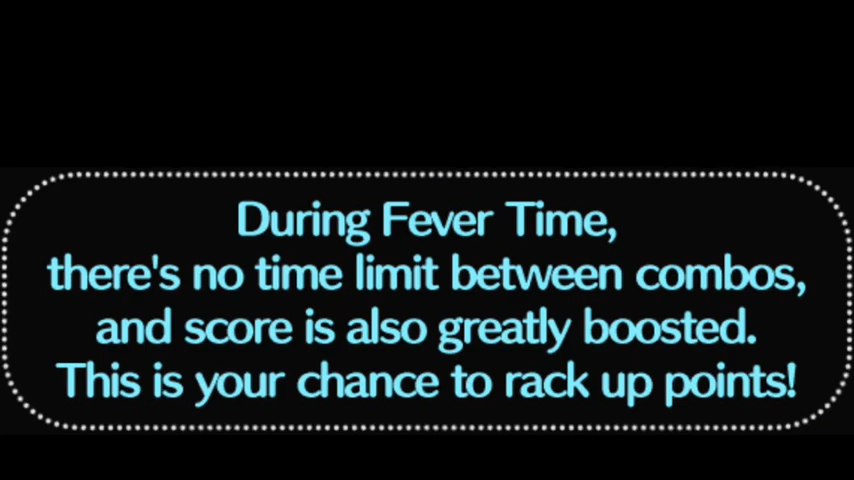 During Fever Time,
there's no time limit between combos,
and score is also greatly boosted.
This is your chance to rack up points!